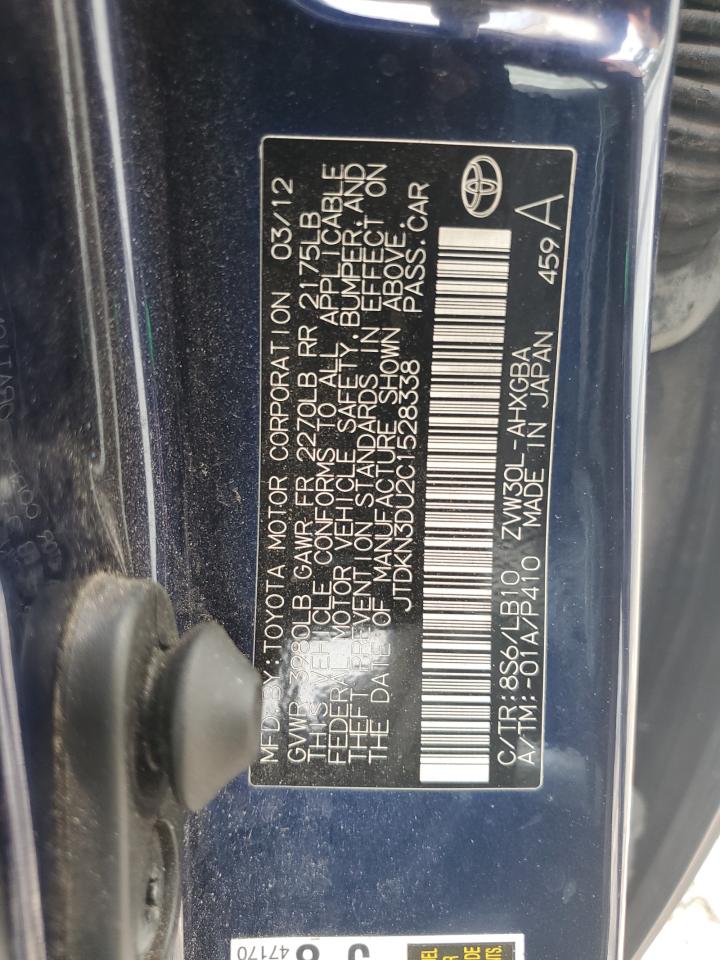 MFD. BY: TOYOTA MOTOR CORPORATION 03/12
GVWR 3980LB GAWR FR 2270LB RR 2175LB
THIS VEHICLE CONFORMS TO ALL APPLICABLE
FEDERAL MOTOR VEHICLE SAFETY, BUMPER, AND
THEFT PREVENTION STANDARDS IN EFFECT ON
THE DATE OF MANUFACTURE SHOWN ABOVE.
JTDKN3DU2C1528338 PASS. CAR
C/TR: 8S6/LB10 ZVW30L-AHXGBA
A/TM: -01A/P410 MADE IN JAPAN 459 A
47170